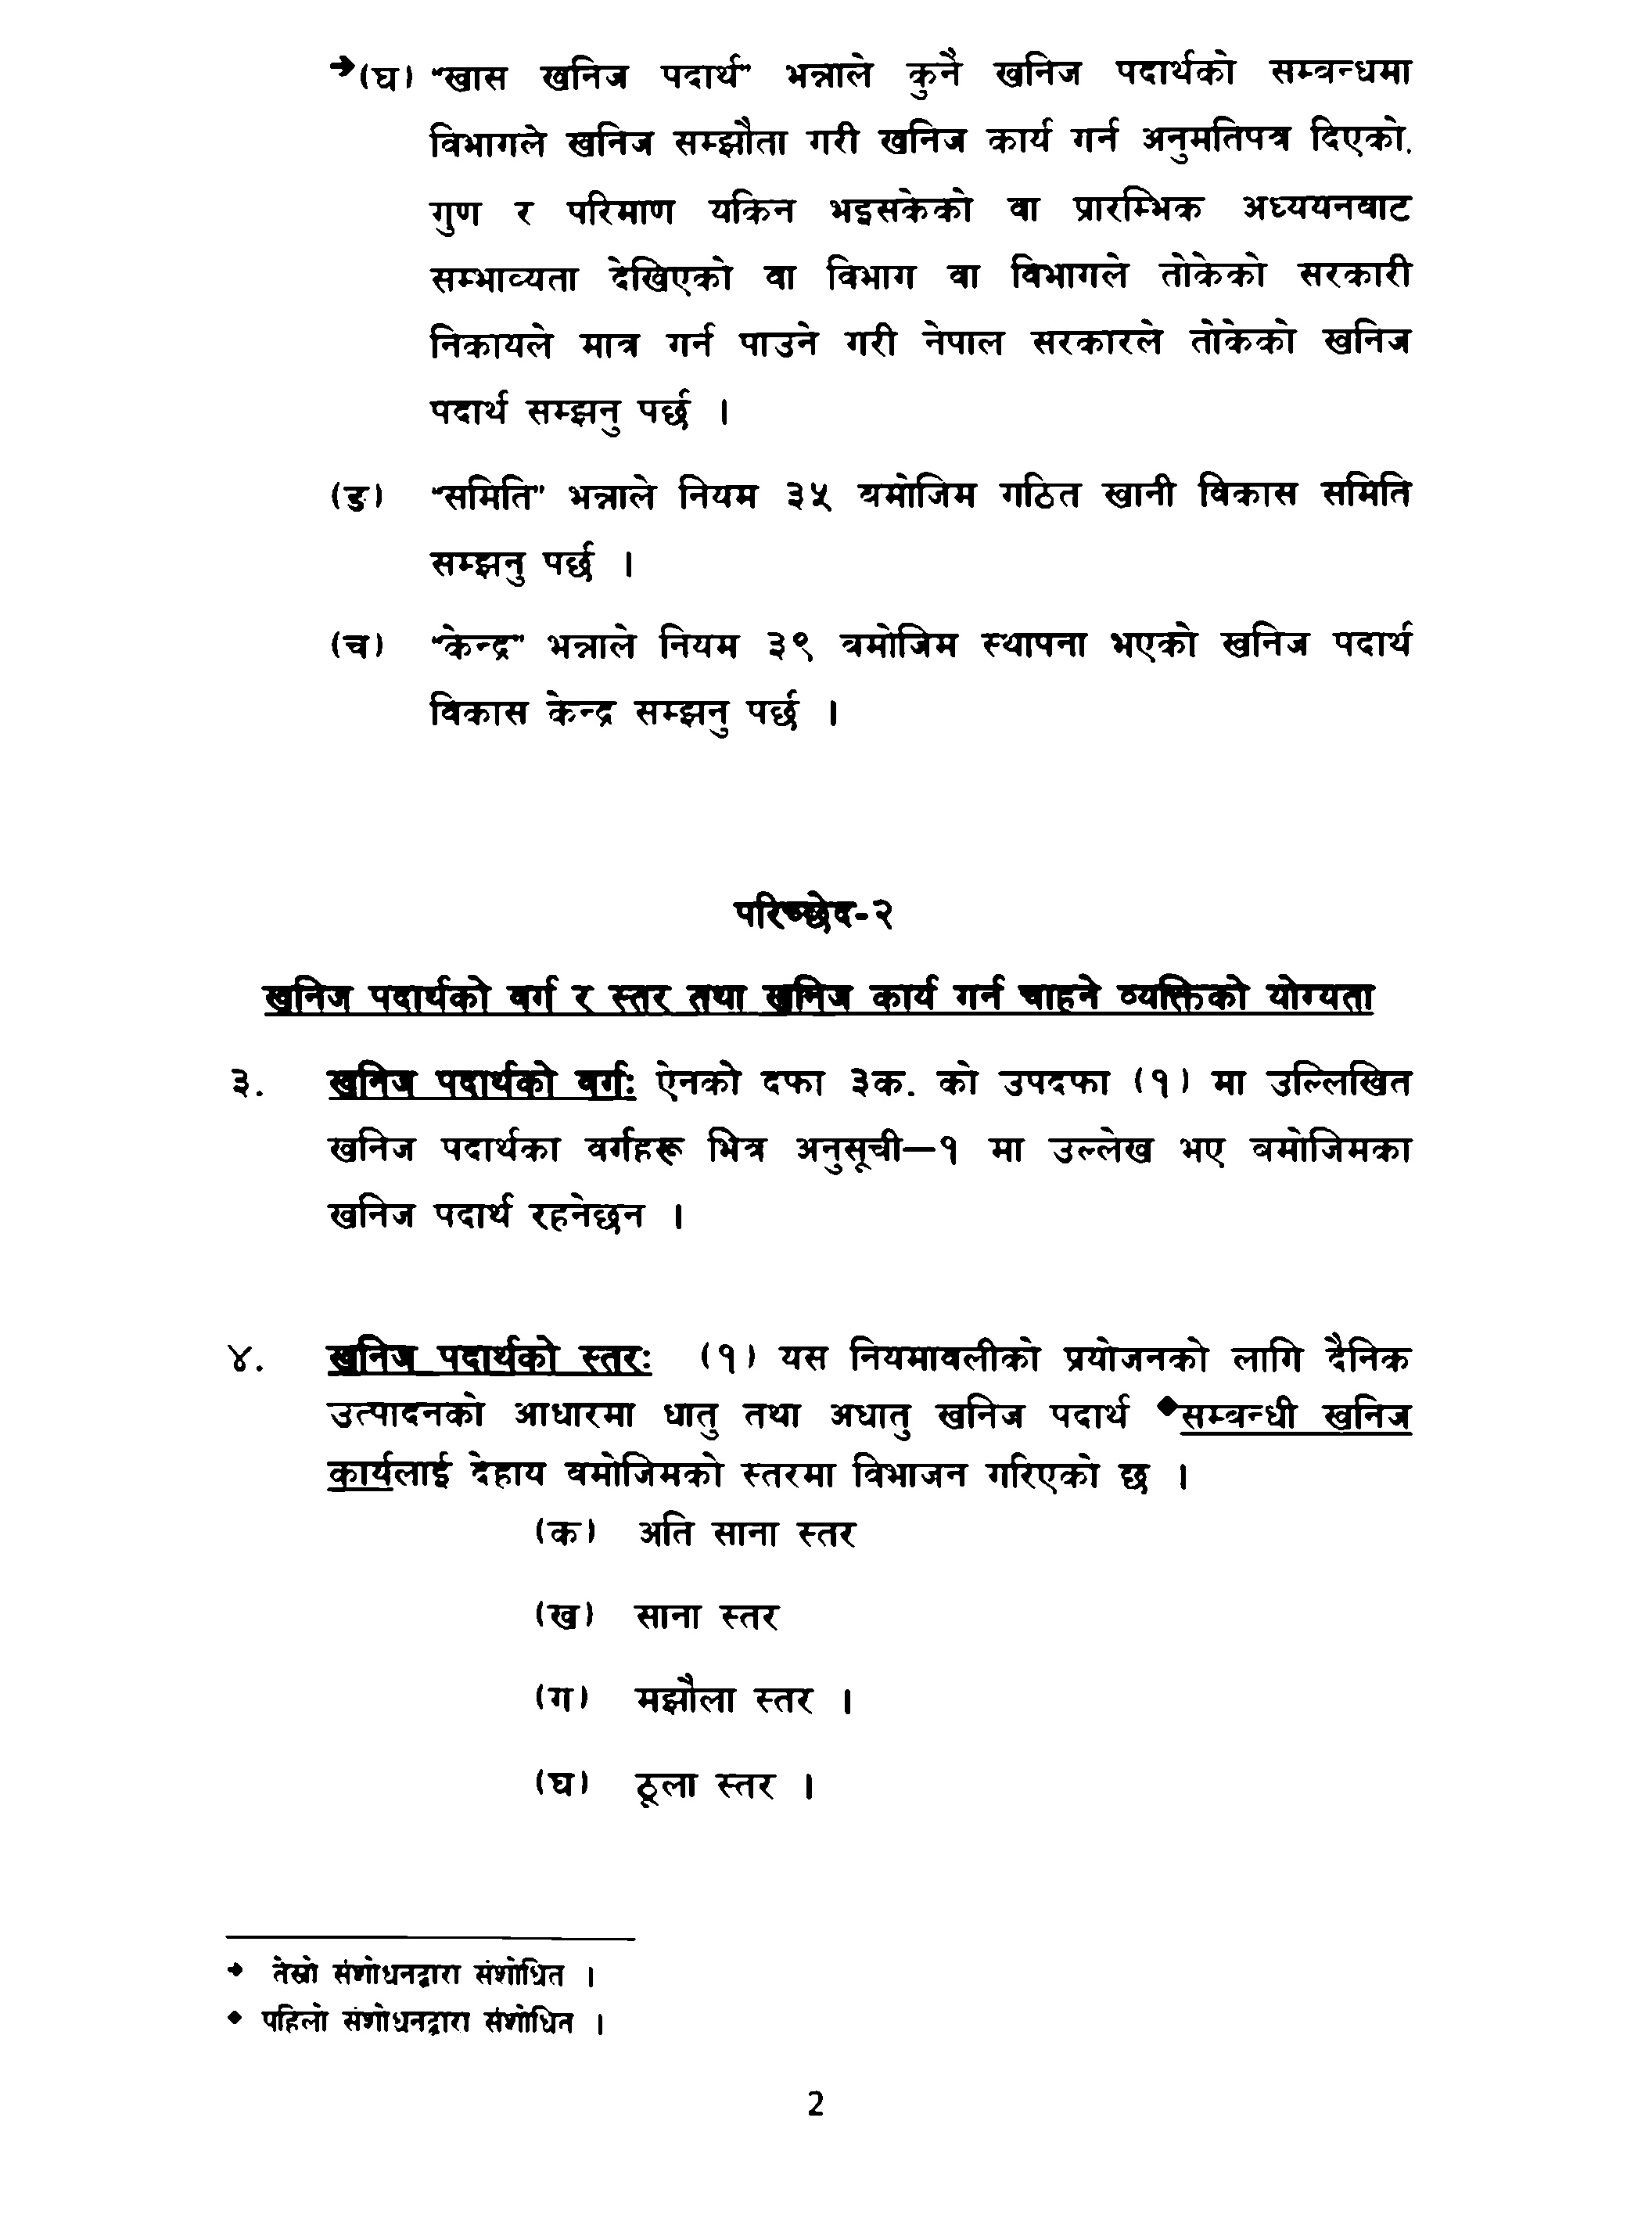 ➔(घ) "खास खनिज पदार्थ" भन्नाले कुनै खनिज पदार्थको सम्बन्धमा
विभागले खनिज सम्झौता गरी खनिज कार्य गर्न अनुमतिपत्र दिएको,
गुण र परिमाण यकिन भइसकेको वा प्रारम्भिक अध्ययनबाट
सम्भाव्यता देखिएको वा विभाग वा विभागले तोकेको सरकारी
निकायले मात्र गर्न पाउने गरी नेपाल सरकारले तोकेको खनिज
पदार्थ सम्झनु पर्छ ।
(ङ) "समिति" भन्नाले नियम ३५ बमोजिम गठित खानी विकास समिति
सम्झनु पर्छ ।
(च) "केन्द्र" भन्नाले नियम ३९ बमोजिम स्थापना भएको खनिज पदार्थ
विकास केन्द्र सम्झनु पर्छ ।
परिच्छेद-२
खनिज पदार्थको वर्ग र स्तर तथा खनिज कार्य गर्न चाहने व्यक्तिको योग्यता
३. खनिज पदार्थको वर्गः ऐनको दफा ३क. को उपदफा (१) मा उल्लिखित
खनिज पदार्थका वर्गहरू भित्र अनुसूची–१ मा उल्लेख भए बमोजिमका
खनिज पदार्थ रहनेछन ।
४. खनिज पदार्थको स्तरः (१) यस नियमावलीको प्रयोजनको लागि दैनिक
उत्पादनको आधारमा धातु तथा अधातु खनिज पदार्थ ◆सम्बन्धी खनिज
कार्यलाई देहाय बमोजिमको स्तरमा विभाजन गरिएको छ ।
(क) अति साना स्तर
(ख) साना स्तर
(ग) मझौला स्तर ।
(घ) ठूला स्तर ।
➔ तेस्रो संशोधनद्वारा संशोधित ।
◆ पहिलो संशोधनद्वारा संशोधित ।
2